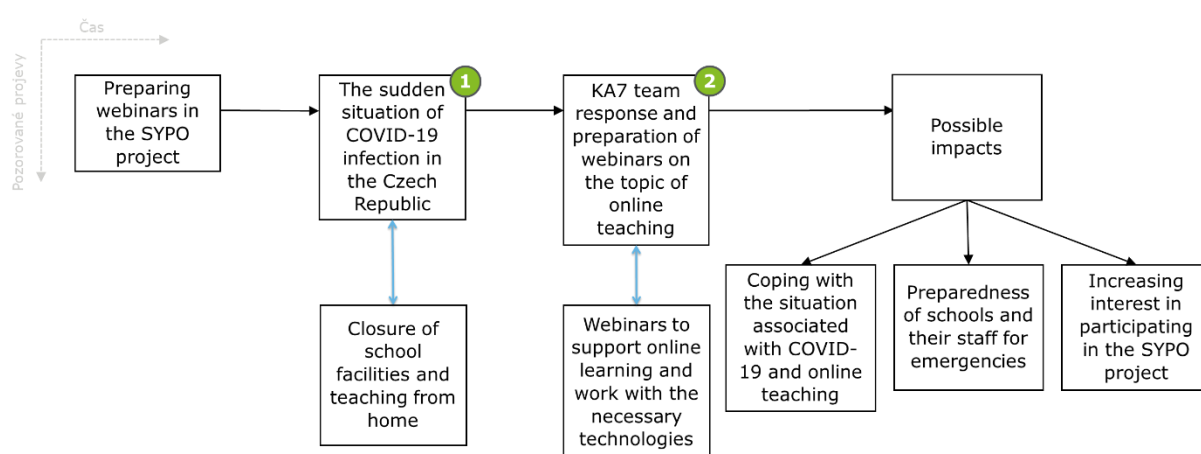 Čas
Pozorované projevy
Preparing
webinars in
the SYPO
project
1
The sudden
situation of
COVID-19
infection in
the Czech
Republic
2
KA7 team
response and
preparation of
webinars on
the topic of
online
teaching
Possible
impacts
Closure of
school
facilities and
teaching from
home
Webinars to
support online
learning and
work with the
necessary
technologies
Coping with
the situation
associated
with COVID-
19 and online
teaching
Preparedness
of schools and
their staff for
emergencies
Increasing
interest in
participating
in the SYPO
project